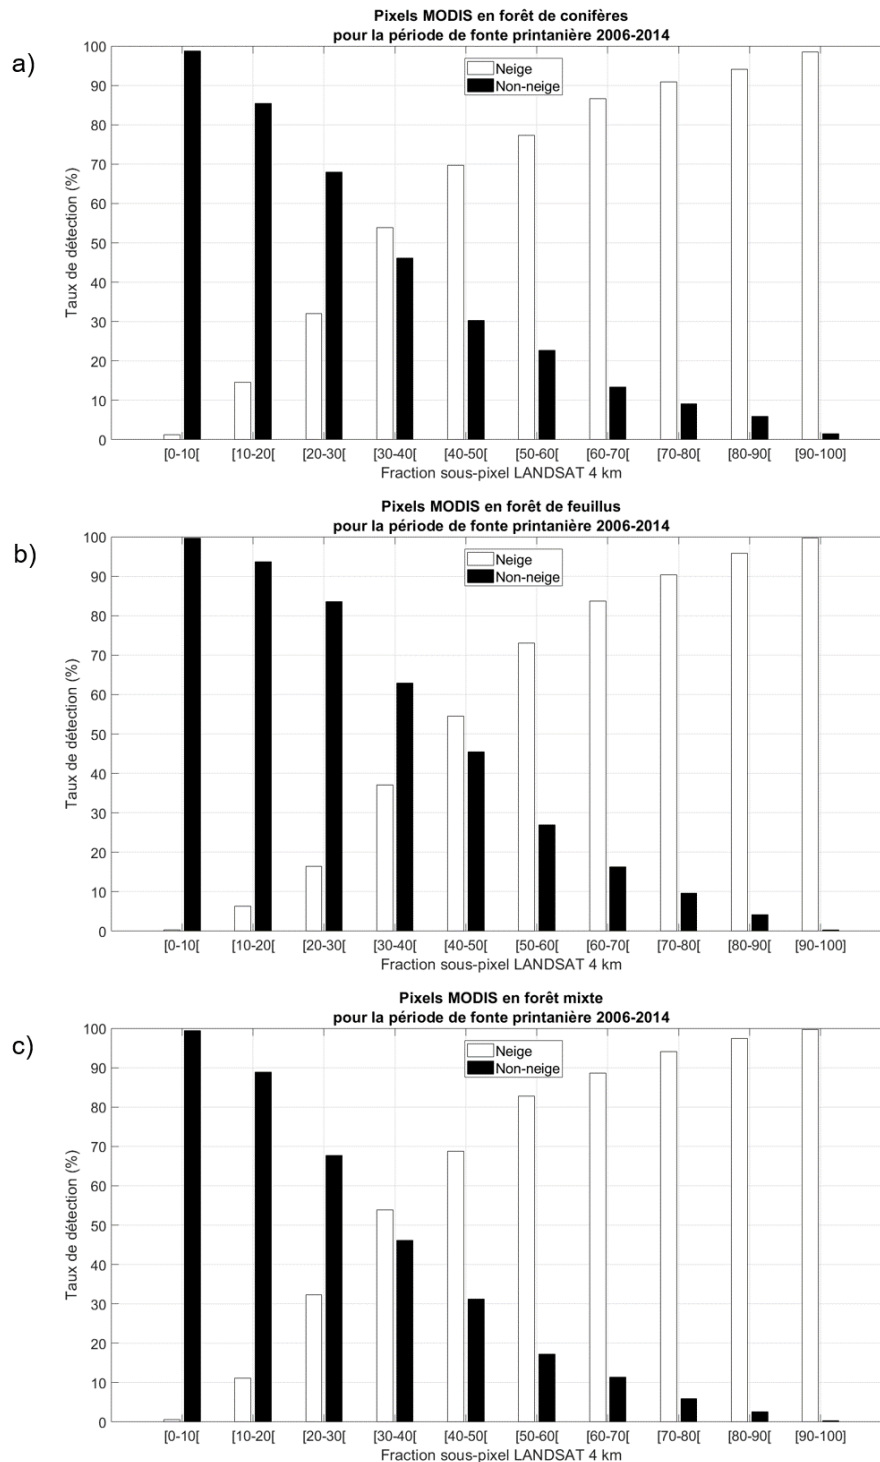 a)
Pixels MODIS en forêt de conifères
pour la période de fonte printanière 2006-2014
Neige
Non-neige
Taux de détection (%)
100
90
80
70
60
50
40
30
20
10
0
[0-10[ [10-20[ [20-30[ [30-40[ [40-50[ [50-60[ [60-70[ [70-80[ [80-90[ [90-100]
Fraction sous-pixel LANDSAT 4 km
b)
Pixels MODIS en forêt de feuillus
pour la période de fonte printanière 2006-2014
Neige
Non-neige
Taux de détection (%)
100
90
80
70
60
50
40
30
20
10
0
[0-10[ [10-20[ [20-30[ [30-40[ [40-50[ [50-60[ [60-70[ [70-80[ [80-90[ [90-100]
Fraction sous-pixel LANDSAT 4 km
c)
Pixels MODIS en forêt mixte
pour la période de fonte printanière 2006-2014
Neige
Non-neige
Taux de détection (%)
100
90
80
70
60
50
40
30
20
10
0
[0-10[ [10-20[ [20-30[ [30-40[ [40-50[ [50-60[ [60-70[ [70-80[ [80-90[ [90-100]
Fraction sous-pixel LANDSAT 4 km